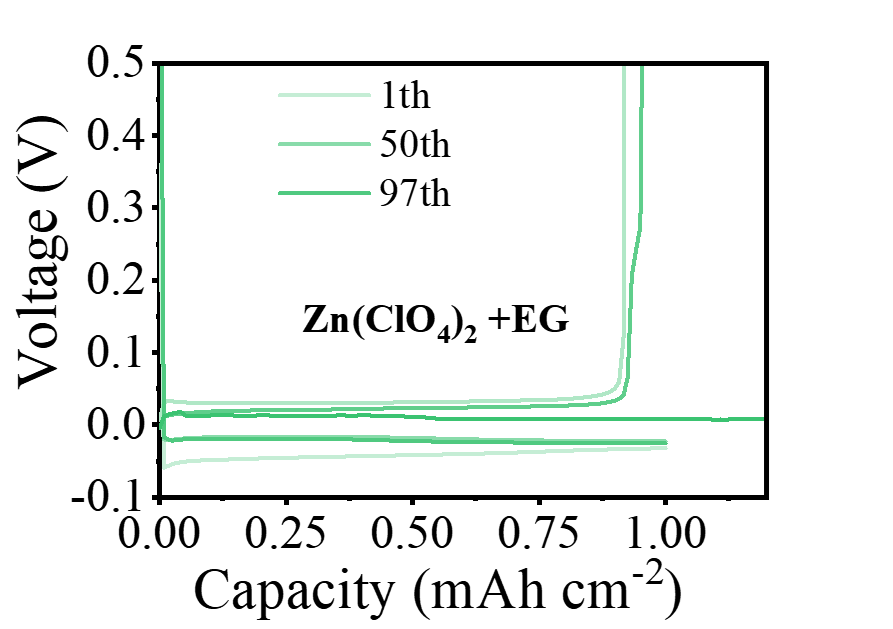 0.5
0.4
0.3
0.2
0.1
0.0
-0.1
Voltage (V)
1th
50th
97th
Zn(ClO₄)₂ +EG
0.00 0.25 0.50 0.75 1.00
Capacity (mAh cm⁻²)